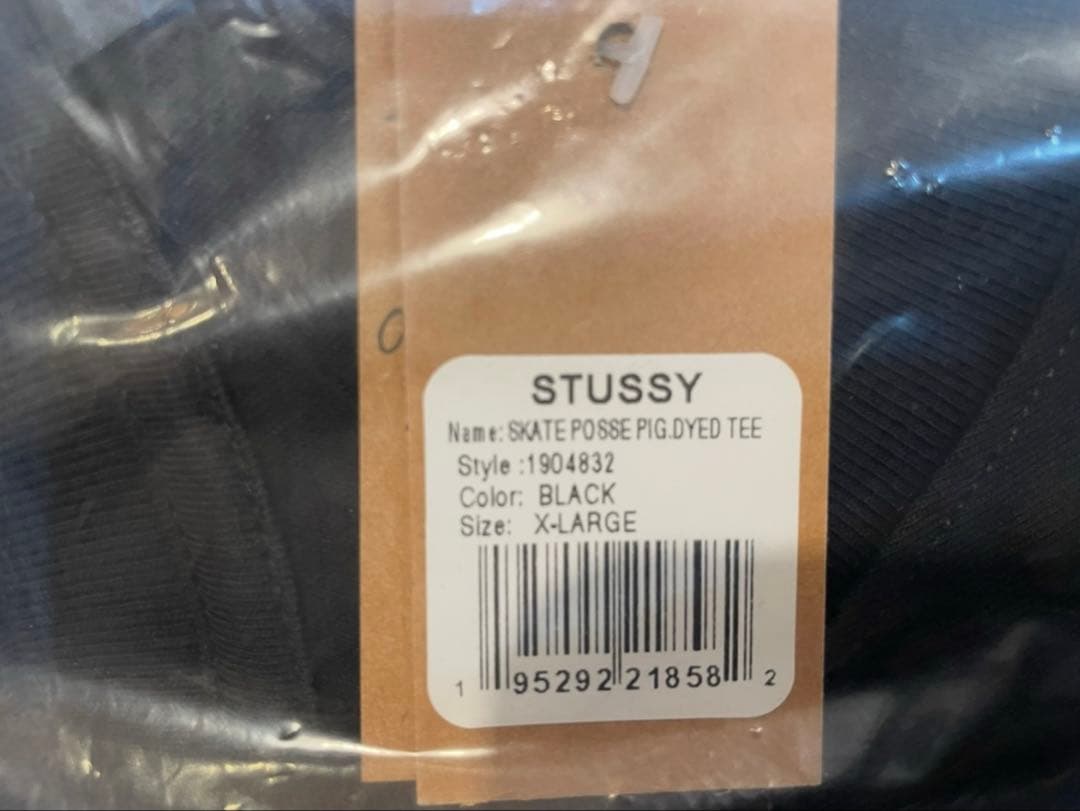 STUSSY
Name: SKATE POSSE PIG.DYED TEE
Style :1904832
Color: BLACK
Size: X-LARGE
1 95292 21858 2